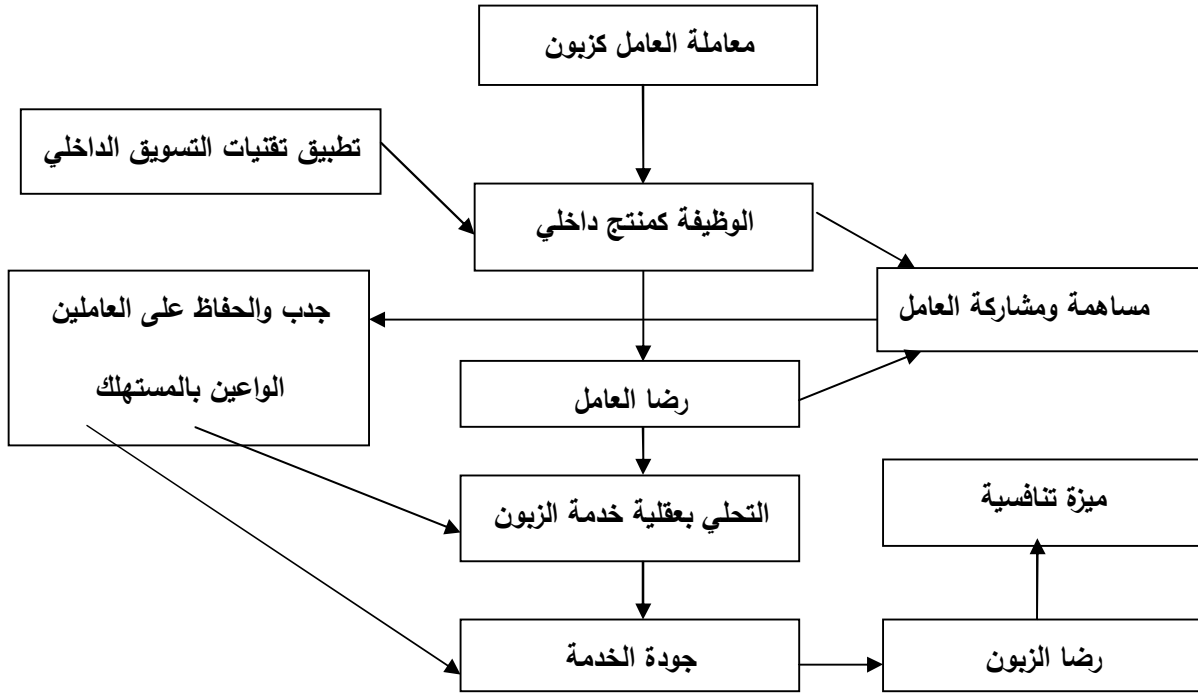 معاملة العامل كزبون
تطبيق تقنيات التسويق الداخلي
الوظيفة كمنتج داخلي
مساهمة ومشاركة العامل
جدب والحفاظ على العاملين
الواعين بالمستهلك
رضا العامل
التحلي بعقلية خدمة الزبون
ميزة تنافسية
جودة الخدمة
رضا الزبون